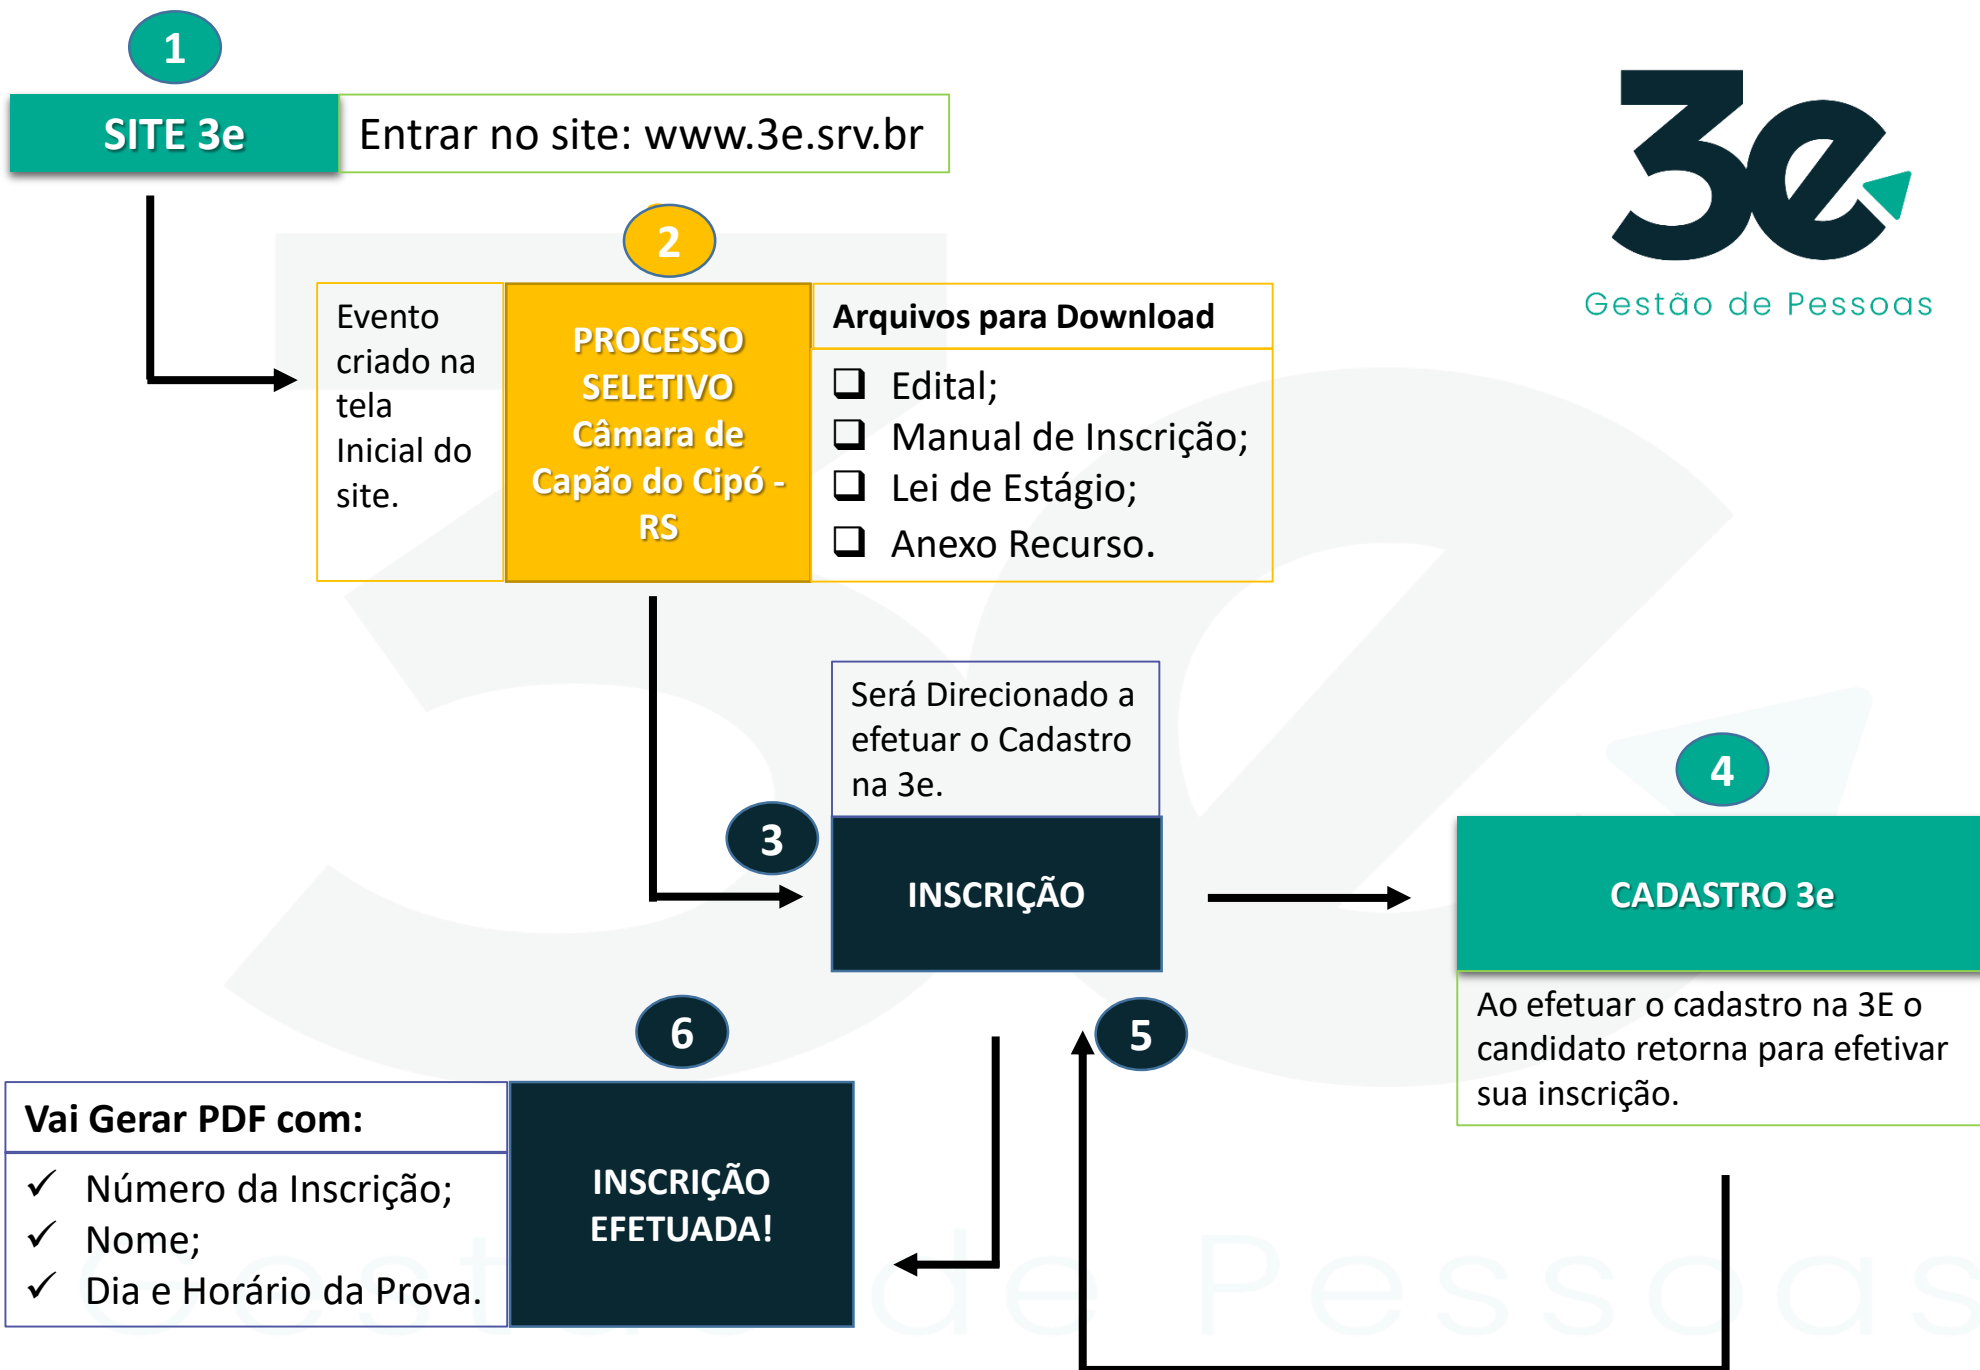 1
SITE 3e
Entrar no site: www.3e.srv.br
3e
Gestão de Pessoas
2
Evento
criado na
tela
Inicial do
site.
PROCESSO
SELETIVO
Câmara de
Capão do Cipó -
RS
Arquivos para Download
❑ Edital;
❑ Manual de Inscrição;
❑ Lei de Estágio;
❑ Anexo Recurso.
Será Direcionado a
efetuar o Cadastro
na 3e.
3
INSCRIÇÃO
4
CADASTRO 3e
Ao efetuar o cadastro na 3E o
candidato retorna para efetivar
sua inscrição.
5
6
INSCRIÇÃO
EFETUADA!
Vai Gerar PDF com:
✓ Número da Inscrição;
✓ Nome;
✓ Dia e Horário da Prova.
3e
Gestão de Pessoas